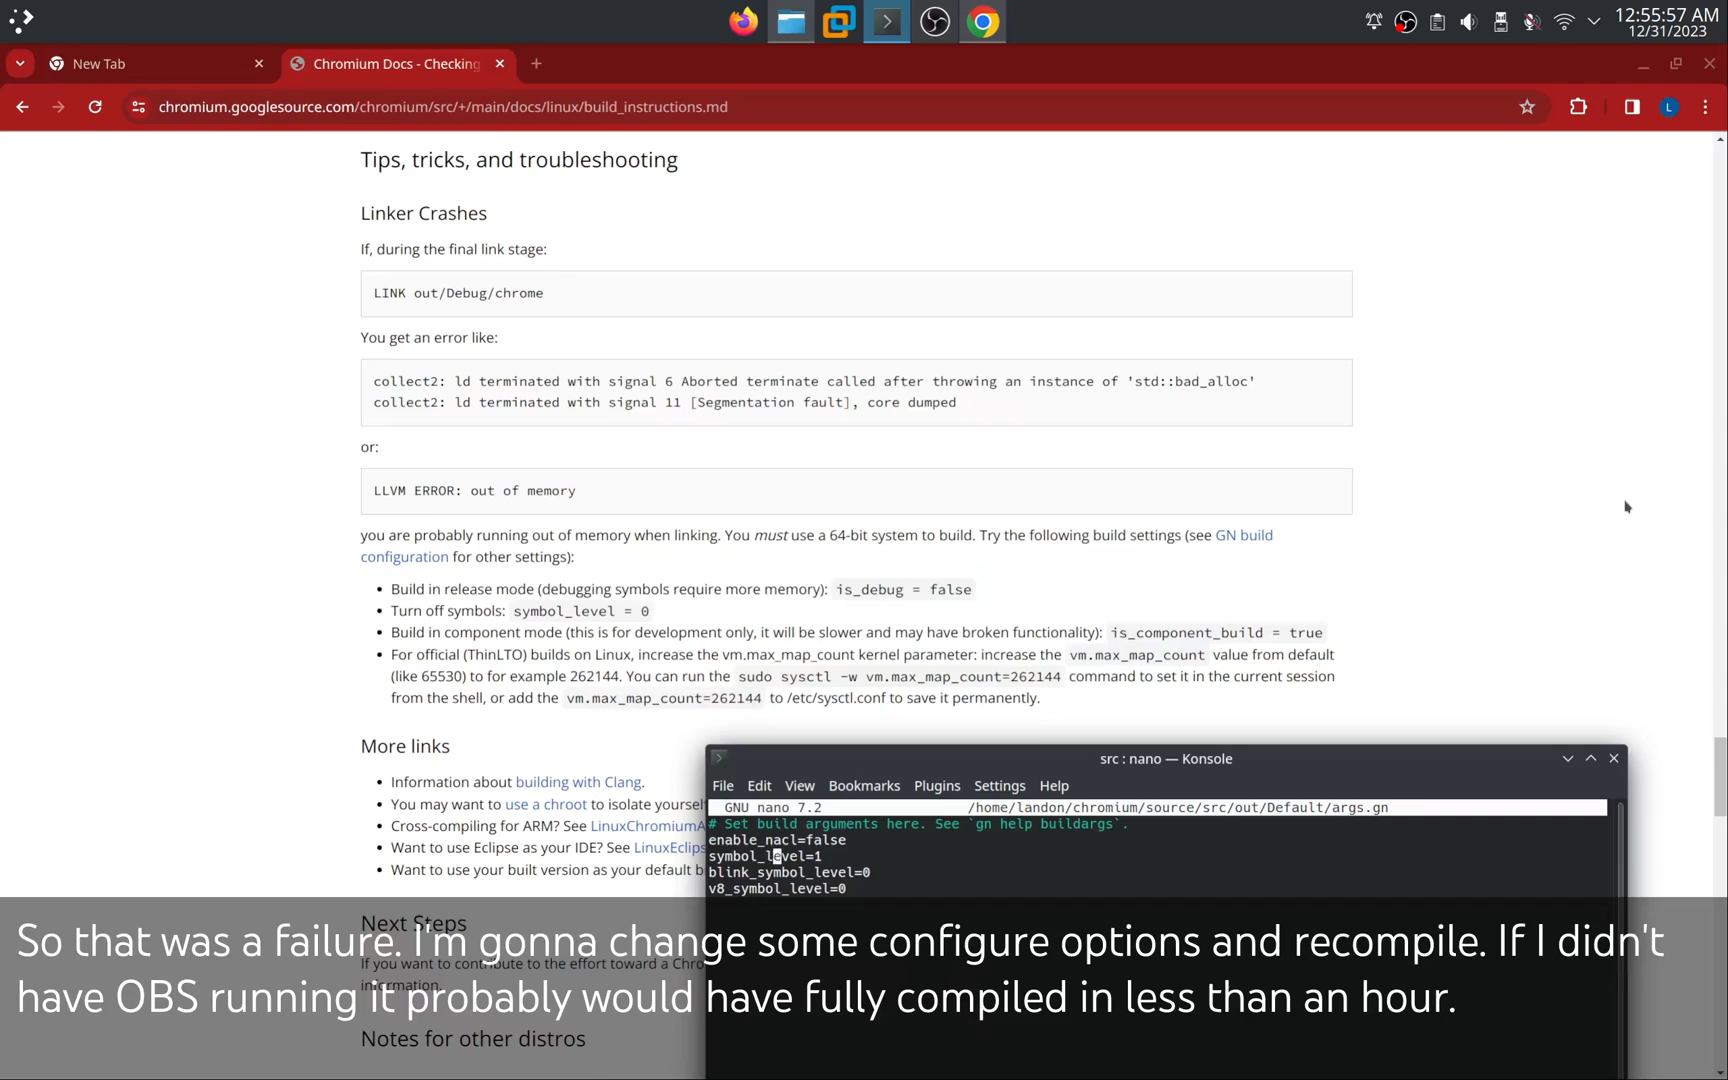 12:55:57 AM
12/31/2023
New Tab
Chromium Docs - Checking
chromium.googlesource.com/chromium/src/+/main/docs/linux/build_instructions.md
L
Tips, tricks, and troubleshooting
Linker Crashes
If, during the final link stage:
LINK out/Debug/chrome
You get an error like:
collect2: ld terminated with signal 6 Aborted terminate called after throwing an instance of 'std::bad_alloc'
collect2: ld terminated with signal 11 [Segmentation fault], core dumped
or:
LLVM ERROR: out of memory
you are probably running out of memory when linking. You must use a 64-bit system to build. Try the following build settings (see GN build
configuration for other settings):
• Build in release mode (debugging symbols require more memory): is_debug = false
• Turn off symbols: symbol_level = 0
• Build in component mode (this is for development only, it will be slower and may have broken functionality): is_component_build = true
• For official (ThinLTO) builds on Linux, increase the vm.max_map_count kernel parameter: increase the vm.max_map_count value from default
(like 65530) to for example 262144. You can run the sudo sysctl -w vm.max_map_count=262144 command to set it in the current session
from the shell, or add the vm.max_map_count=262144 to /etc/sysctl.conf to save it permanently.
More links
• Information about building with Clang.
• You may want to use a chroot to isolate yourself
• Cross-compiling for ARM? See LinuxChromiumA
• Want to use Eclipse as your IDE? See LinuxEclips
• Want to use your built version as your default b
Next Steps
If you want to contribute to the effort toward a Chro
information.
Notes for other distros
src : nano — Konsole
File Edit View Bookmarks Plugins Settings Help
GNU nano 7.2 /home/landon/chromium/source/src/out/Default/args.gn
# Set build arguments here. See `gn help buildargs`.
enable_nacl=false
symbol_level=1
blink_symbol_level=0
v8_symbol_level=0
So that was a failure. I'm gonna change some configure options and recompile. If I didn't
have OBS running it probably would have fully compiled in less than an hour.